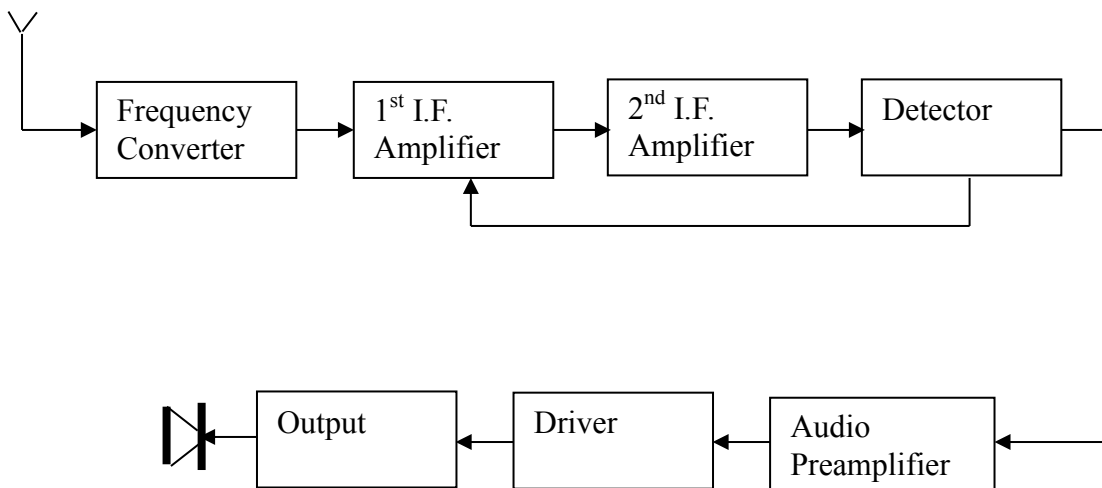 Frequency
Converter
1st I.F.
Amplifier
2nd I.F.
Amplifier
Detector
Output
Driver
Audio
Preamplifier